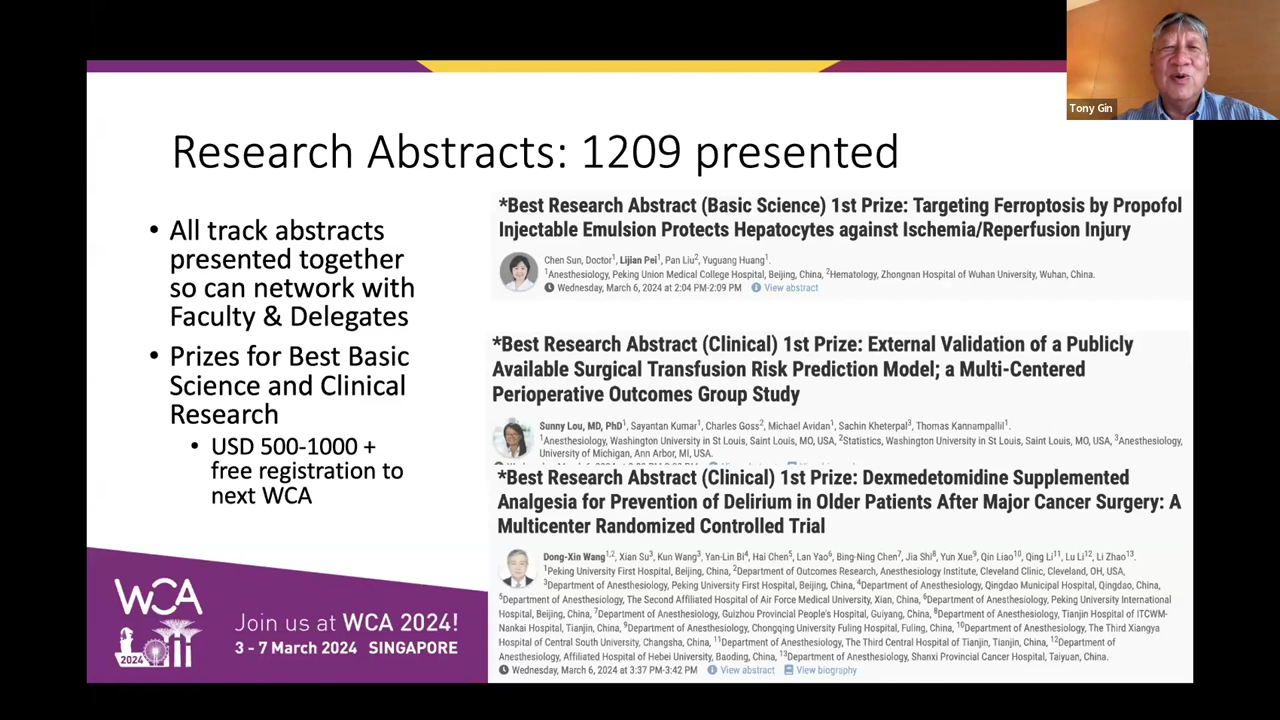 Tony Gin
Research Abstracts: 1209 presented
• All track abstracts
presented together
so can network with
Faculty & Delegates
• Prizes for Best Basic
Science and Clinical
Research
• USD 500-1000 +
free registration to
next WCA
*Best Research Abstract (Basic Science) 1st Prize: Targeting Ferroptosis by Propofol
Injectable Emulsion Protects Hepatocytes against Ischemia/Reperfusion Injury
Chen Sun, Doctor¹, Lijian Pei¹, Pan Liu², Yuguang Huang¹.
¹Anesthesiology, Peking Union Medical College Hospital, Beijing, China, ²Hematology, Zhongnan Hospital of Wuhan University, Wuhan, China.
Wednesday, March 6, 2024 at 2:04 PM-2:09 PM View abstract
*Best Research Abstract (Clinical) 1st Prize: External Validation of a Publicly
Available Surgical Transfusion Risk Prediction Model; a Multi-Centered
Perioperative Outcomes Group Study
Sunny Lou, MD, PhD¹, Sayantan Kumar¹, Charles Goss², Michael Avidan¹, Sachin Kheterpal³, Thomas Kannampallil¹.
¹Anesthesiology, Washington University in St Louis, Saint Louis, MO, USA, ²Statistics, Washington University in St Louis, Saint Louis, MO, USA, ³Anesthesiology,
University of Michigan, Ann Arbor, MI, USA.
*Best Research Abstract (Clinical) 1st Prize: Dexmedetomidine Supplemented
Analgesia for Prevention of Delirium in Older Patients After Major Cancer Surgery: A
Multicenter Randomized Controlled Trial
Dong-Xin Wang¹,², Xian Su³, Kun Wang³, Yan-Lin Bi⁴, Hai Chen⁵, Lan Yao⁶, Bing-Ning Chen⁷, Jia Shi⁸, Yun Xue⁹, Qin Liao¹⁰, Qing Li¹¹, Lu Li¹², Li Zhao¹³.
¹Peking University First Hospital, Beijing, China, ²Department of Outcomes Research, Anesthesiology Institute, Cleveland Clinic, Cleveland, OH, USA,
³Department of Anesthesiology, Peking University First Hospital, Beijing, China, ⁴Department of Anesthesiology, Qingdao Municipal Hospital, Qingdao, China,
⁵Department of Anesthesiology, The Second Affiliated Hospital of Air Force Medical University, Xian, China, ⁶Department of Anesthesiology, Peking University International
Hospital, Beijing, China, ⁷Department of Anesthesiology, Guizhou Provincial People's Hospital, Guiyang, China, ⁸Department of Anesthesiology, Tianjin Hospital of ITCWM-
Nankai Hospital, Tianjin, China, ⁹Department of Anesthesiology, Chongqing University Fuling Hospital, Fuling, China, ¹⁰Department of Anesthesiology, The Third Xiangya
Hospital of Central South University, Changsha, China, ¹¹Department of Anesthesiology, The Third Central Hospital of Tianjin, Tianjin, China, ¹²Department of
Anesthesiology, Affiliated Hospital of Hebei University, Baoding, China, ¹³Department of Anesthesiology, Shanxi Provincial Cancer Hospital, Taiyuan, China.
Wednesday, March 6, 2024 at 3:37 PM-3:42 PM View abstract View biography
WCA
2024
Join us at WCA 2024!
3 - 7 March 2024 SINGAPORE